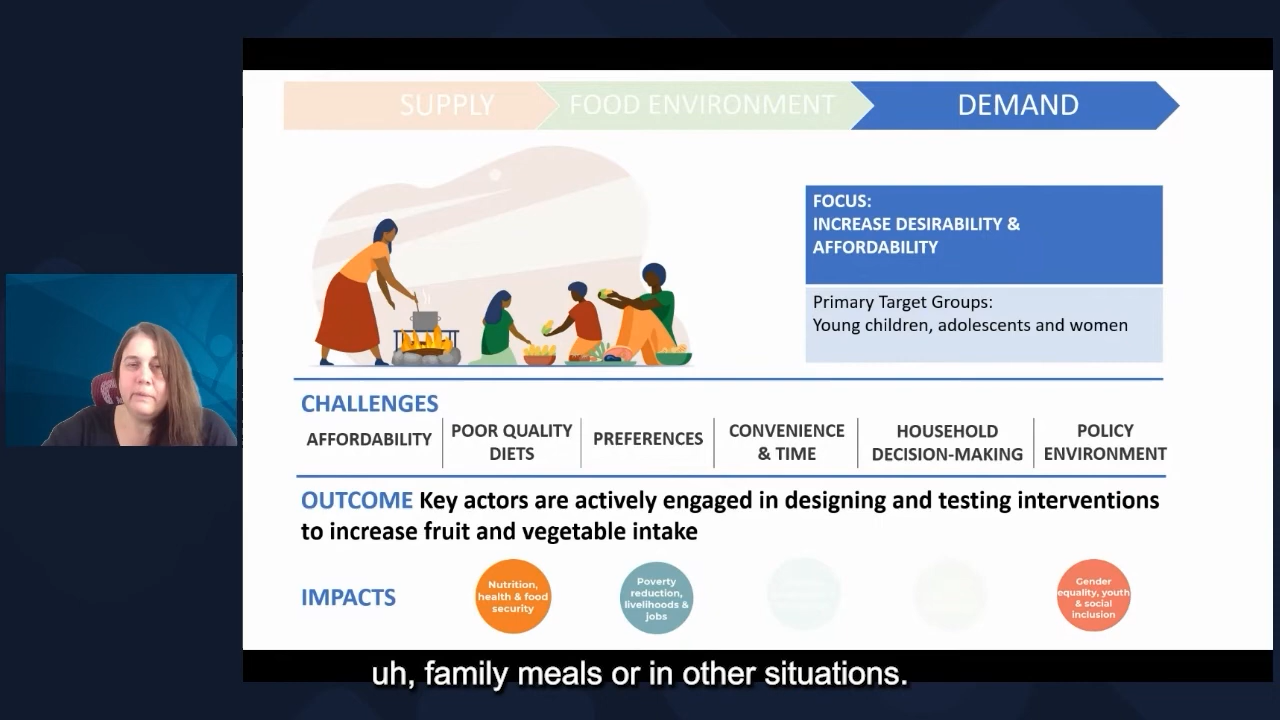 SUPPLY
FOOD ENVIRONMENT
DEMAND
FOCUS:
INCREASE DESIRABILITY &
AFFORDABILITY
Primary Target Groups:
Young children, adolescents and women
CHALLENGES
AFFORDABILITY
POOR QUALITY
DIETS
PREFERENCES
CONVENIENCE
& TIME
HOUSEHOLD
DECISION-MAKING
POLICY
ENVIRONMENT
OUTCOME Key actors are actively engaged in designing and testing interventions
to increase fruit and vegetable intake
IMPACTS
Nutrition,
health & food
security
Poverty
reduction,
livelihoods &
jobs
Gender
equality, youth
& social
inclusion
uh, family meals or in other situations.